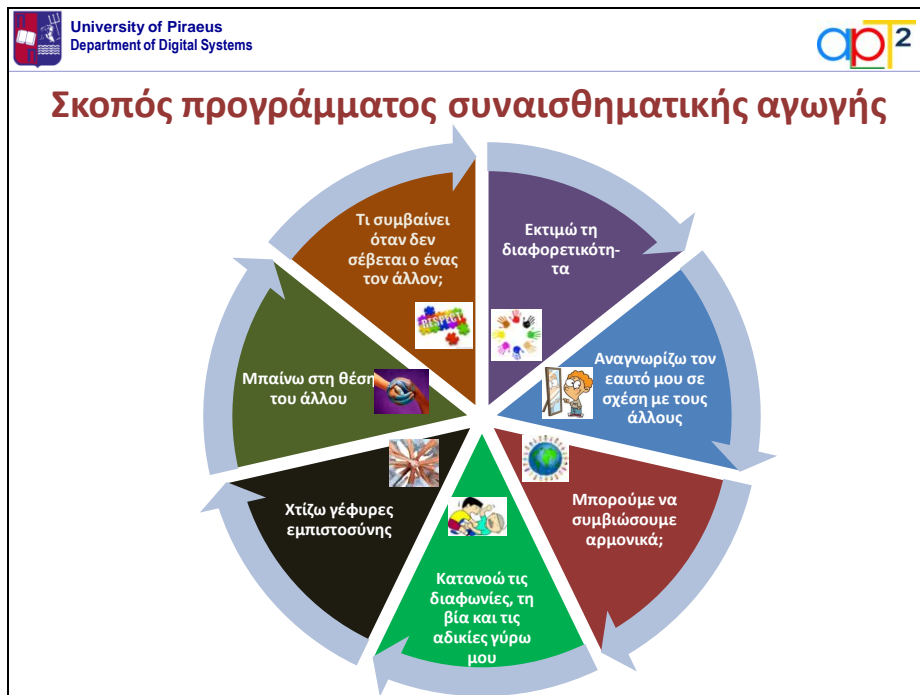 University of Piraeus
Department of Digital Systems
apT2
Σκοπός προγράμματος συναισθηματικής αγωγής
Εκτιμώ τη
διαφορετικότη-
τα
Αναγνωρίζω τον
εαυτό μου σε
σχέση με τους
άλλους
Μπορούμε να
συμβιώσουμε
αρμονικά;
Κατανοώ τις
διαφωνίες, τη
βία και τις
αδικίες γύρω
μου
Χτίζω γέφυρες
εμπιστοσύνης
Μπαίνω στη θέση
του άλλου
Τι συμβαίνει
όταν δεν
σέβεται ο ένας
τον άλλον;
RESPECT